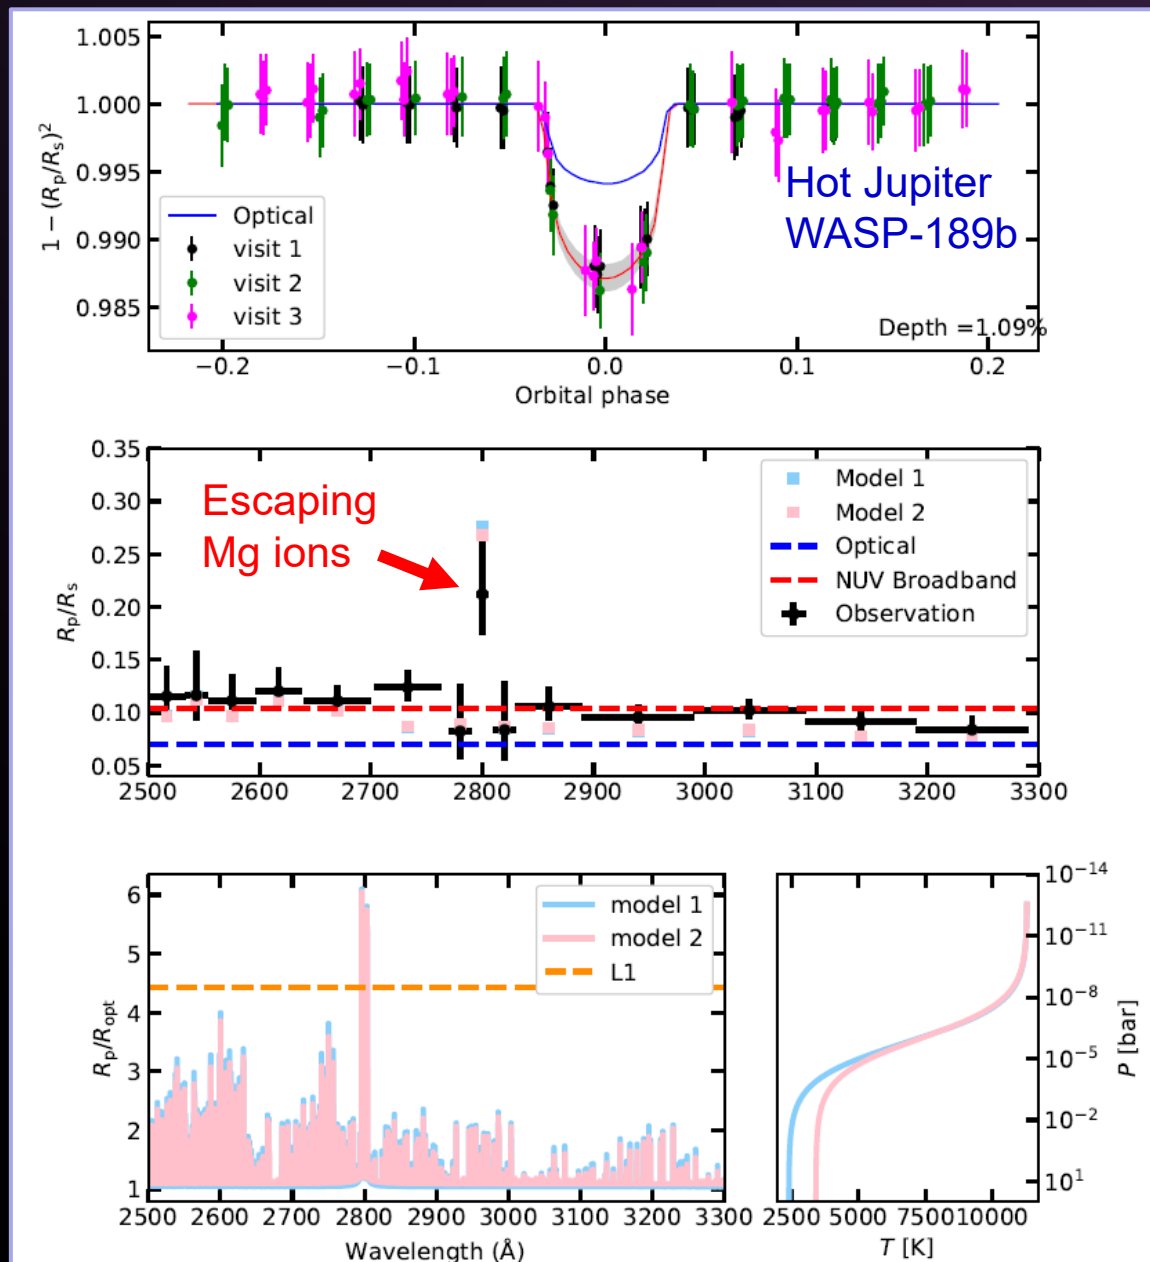 1.005
1.000
0.995
0.990
0.985
1 − (Rp/Rs)²
Optical
visit 1
visit 2
visit 3
Hot Jupiter
WASP-189b
Depth =1.09%
−0.2 −0.1 0.0 0.1 0.2
Orbital phase
0.35
0.30
0.25
0.20
0.15
0.10
0.05
Rp/Rs
Escaping
Mg ions
Model 1
Model 2
Optical
NUV Broadband
Observation
2500 2600 2700 2800 2900 3000 3100 3200 3300
6
5
4
3
2
1
Rp/Ropt
model 1
model 2
L1
2500 2600 2700 2800 2900 3000 3100 3200 3300
Wavelength (Å)
10⁻¹⁴
10⁻¹¹
10⁻⁸
10⁻⁵
10⁻²
10¹
P [bar]
2500 5000 7500 10000
T [K]